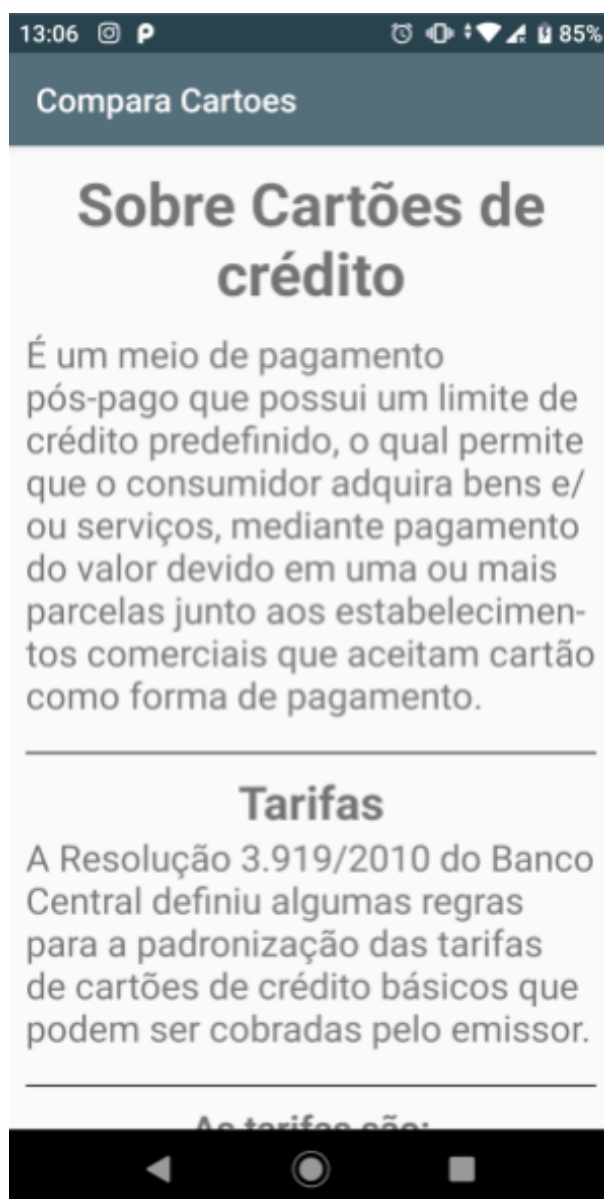 13:06 85%
Compara Cartoes
Sobre Cartões de
crédito
É um meio de pagamento
pós-pago que possui um limite de
crédito predefinido, o qual permite
que o consumidor adquira bens e/
ou serviços, mediante pagamento
do valor devido em uma ou mais
parcelas junto aos estabelecimen-
tos comerciais que aceitam cartão
como forma de pagamento.
Tarifas
A Resolução 3.919/2010 do Banco
Central definiu algumas regras
para a padronização das tarifas
de cartões de crédito básicos que
podem ser cobradas pelo emissor.
As tarifas são: